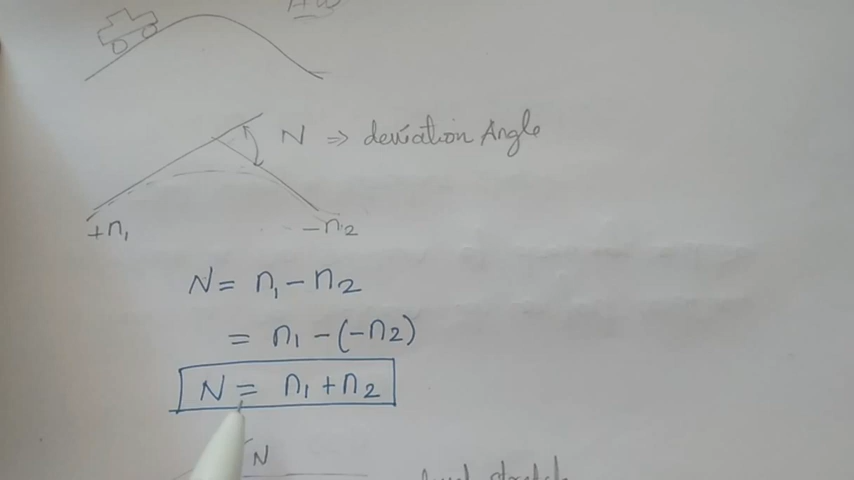 N => deviation Angle
+n₁ -n₂
N = n₁ - n₂
= n₁ - (-n₂)
N = n₁ + n₂
N